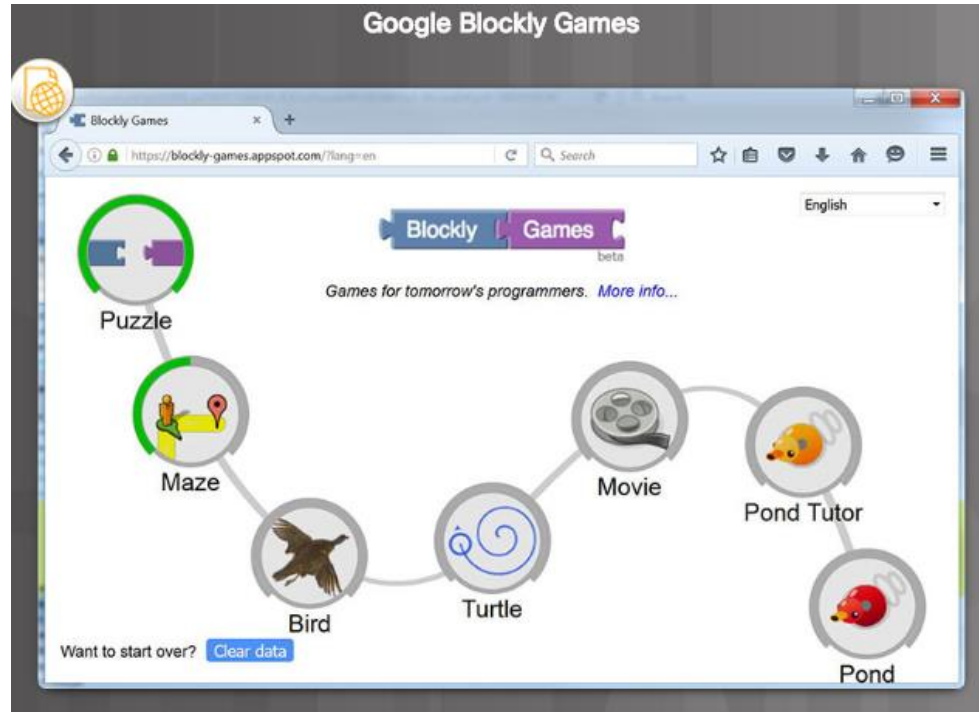 Google Blockly Games
Blockly Games
https://blockly-games.appspot.com/?lang=en
Search
English
Blockly Games
beta
Games for tomorrow's programmers. More info...
Puzzle
Maze
Movie
Pond Tutor
Bird
Turtle
Want to start over? Clear data
Pond